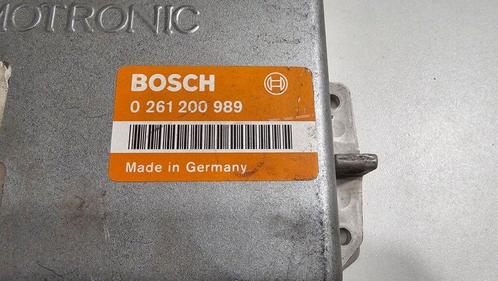 MOTRONIC
BOSCH
0 261 200 989
Made in Germany